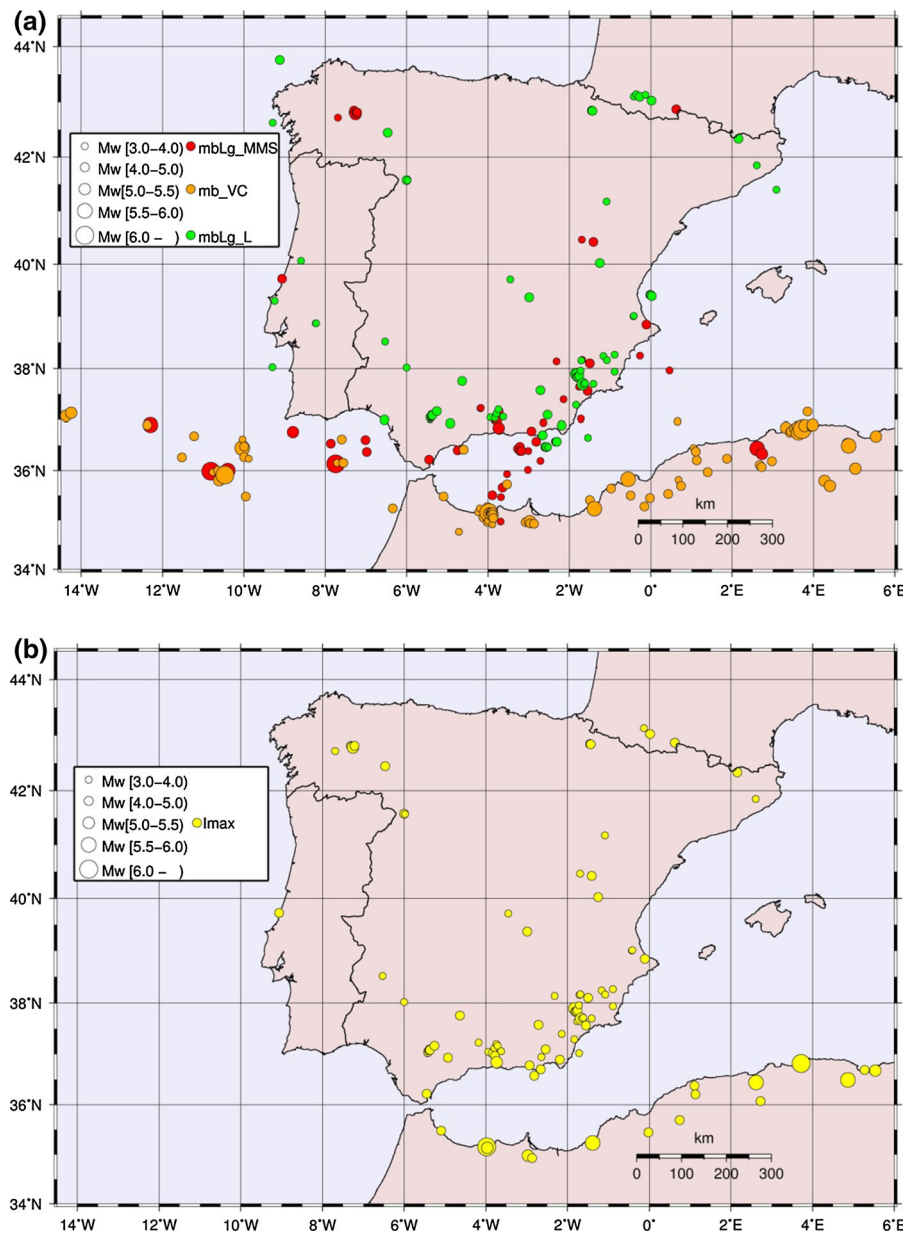 (a)
44°N
42°N
40°N
38°N
36°N
34°N
Mw [3.0–4.0) mbLg_MMS
Mw [4.0–5.0)
Mw[5.0–5.5) mb_VC
Mw [5.5–6.0)
Mw [6.0 – ) mbLg_L
km
0 100 200 300
14°W 12°W 10°W 8°W 6°W 4°W 2°W 0° 2°E 4°E 6°E
(b)
44°N
42°N
40°N
38°N
36°N
34°N
Mw [3.0–4.0)
Mw [4.0–5.0)
Mw[5.0–5.5) Imax
Mw [5.5–6.0)
Mw [6.0 – )
km
0 100 200 300
14°W 12°W 10°W 8°W 6°W 4°W 2°W 0° 2°E 4°E 6°E